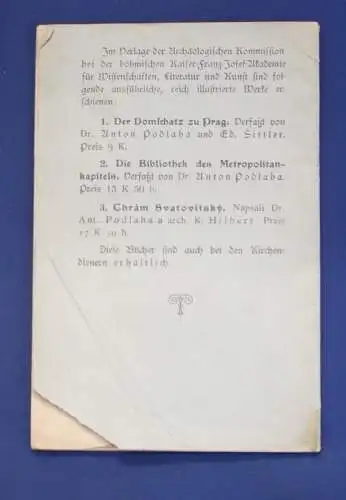 Im Verlage der Archäologischen Kommission
bei der böhmischen Kaiser-Franz-Josef-Akademie
für Wissenschaften, Literatur und Kunst sind fol-
gende ausführliche, reich illustrierte Werke er-
schienen:
1. Der Domschatz zu Prag. Verfaßt von
Dr. Anton Podlaha und Ed. Šittler.
Preis 9 K.
2. Die Bibliothek des Metropolitan-
kapitels. Verfaßt von Dr. Anton Podlaha.
Preis 13 K 50 h.
3. Chrám Svatovítský. Napsali Dr.
Ant. Podlaha a arch. K. Hilbert. Preis
17 K h.
Diese Bücher sind auch bei den Kirchen-
dienern erhältlich.